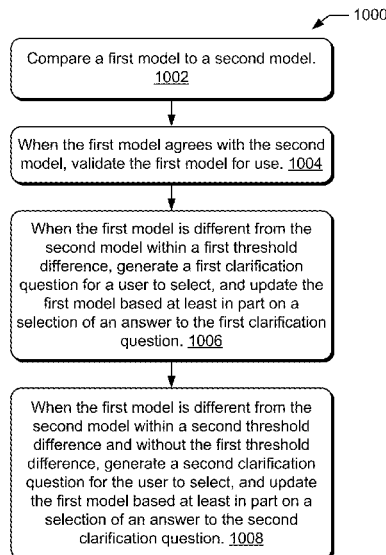 1000
Compare a first model to a second model.
1002
When the first model agrees with the second
model, validate the first model for use. 1004
When the first model is different from the
second model within a first threshold
difference, generate a first clarification
question for a user to select, and update the
first model based at least in part on a
selection of an answer to the first clarification
question. 1006
When the first model is different from the
second model within a second threshold
difference and without the first threshold
difference, generate a second clarification
question for the user to select, and update
the first model based at least in part on a
selection of an answer to the second
clarification question. 1008